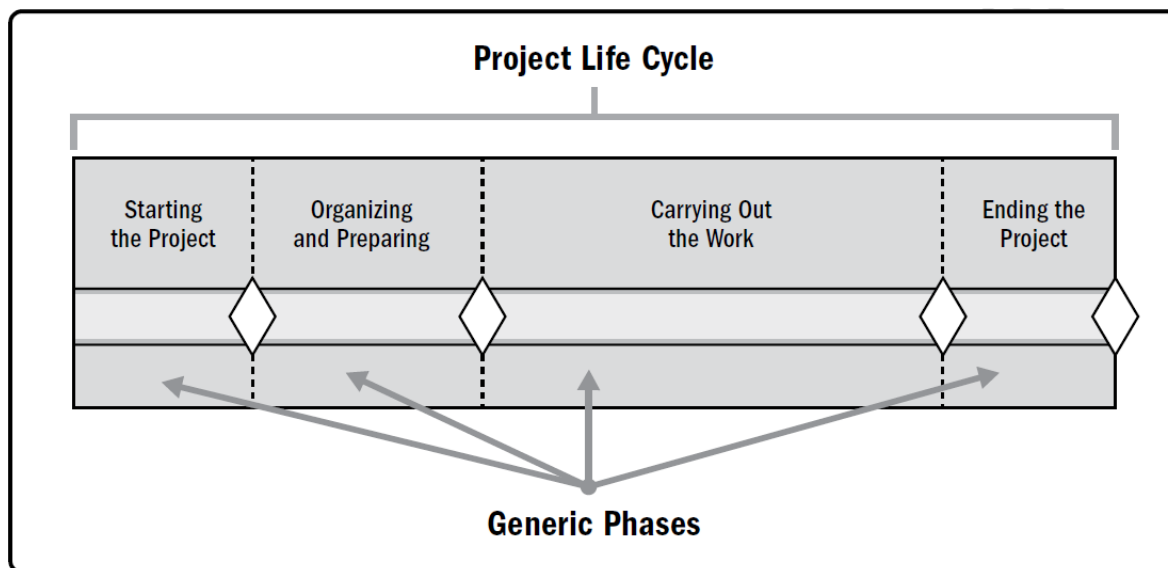 Project Life Cycle
Starting
the Project
Organizing
and Preparing
Carrying Out
the Work
Ending the
Project
Generic Phases